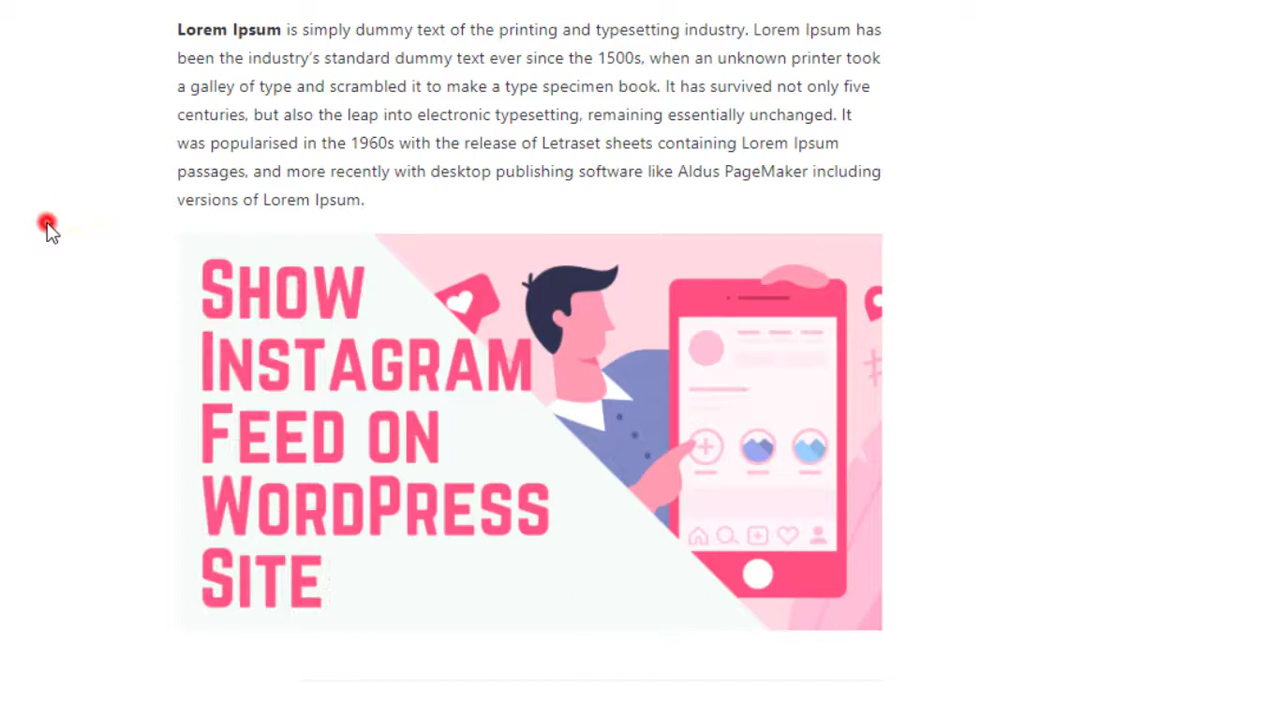 Lorem Ipsum is simply dummy text of the printing and typesetting industry. Lorem Ipsum has
been the industry’s standard dummy text ever since the 1500s, when an unknown printer took
a galley of type and scrambled it to make a type specimen book. It has survived not only five
centuries, but also the leap into electronic typesetting, remaining essentially unchanged. It
was popularised in the 1960s with the release of Letraset sheets containing Lorem Ipsum
passages, and more recently with desktop publishing software like Aldus PageMaker including
versions of Lorem Ipsum.
Show
Instagram
Feed on
WordPress
Site